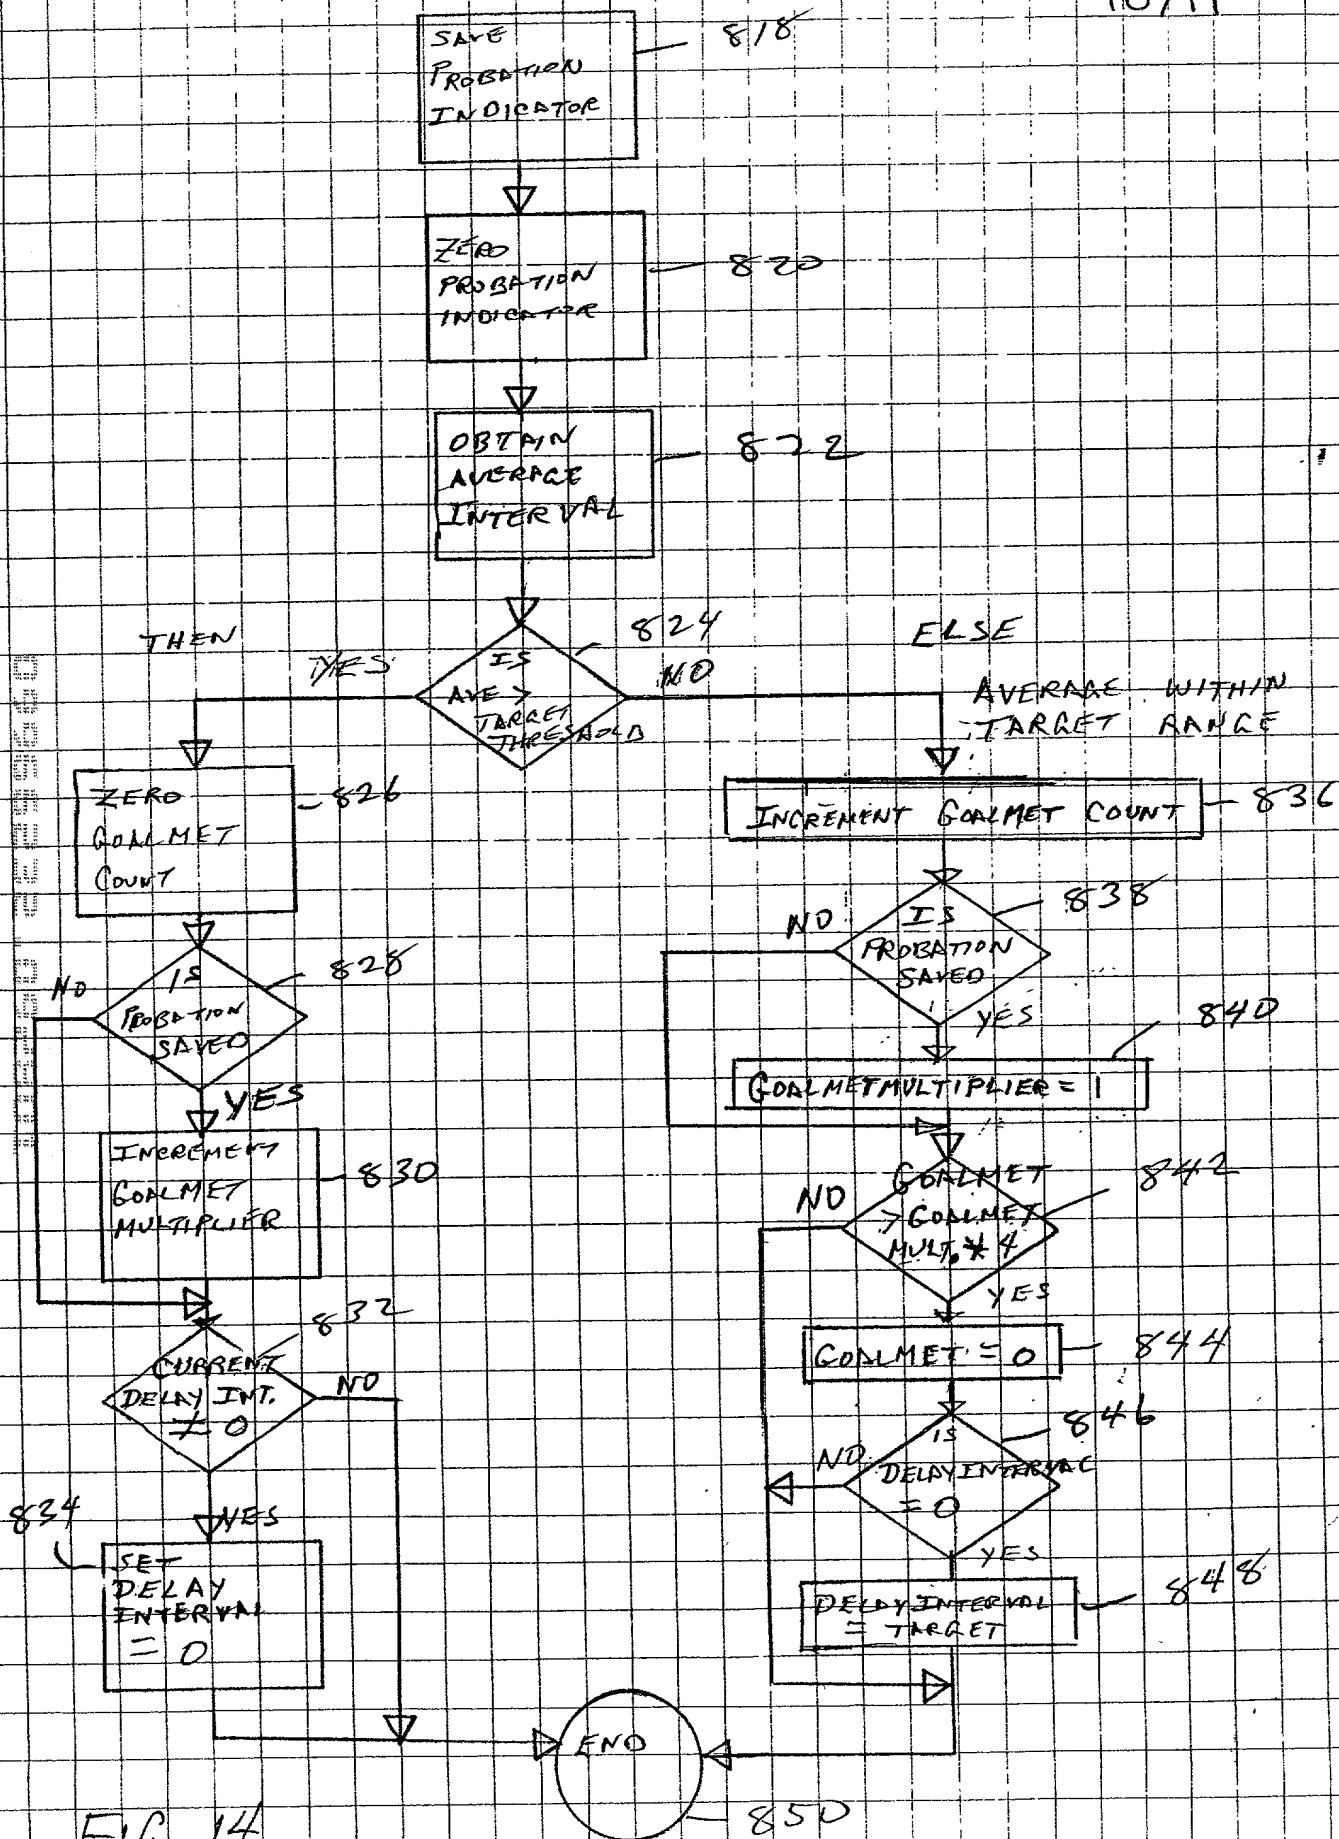 SAVE
PROBATION
INDICATOR
818
ZERO
PROBATION
INDICATOR
820
OBTAIN
AVERAGE
INTERVAL
822
THEN
YES
IS
AVE >
TARGET
THRESHOLD
824
NO
ELSE
AVERAGE WITHIN
TARGET RANGE
ZERO
GOALMET
COUNT
826
INCREMENT GOALMET COUNT
836
NO
IS
PROBATION
SAVED
828
YES
NO
IS
PROBATION
SAVED
838
YES
GOALMETMULTIPLIER = 1
840
INCREMENT
GOALMET
MULTIPLIER
830
NO
GOALMET
> GOALMET
MULT. * 4
842
YES
CURRENT
DELAY INT.
≠ 0
832
NO
YES
GOALMET = 0
844
NO
IS
DELAYINTERVAL
= 0
846
YES
834
SET
DELAY
INTERVAL
= 0
DELAYINTERVAL
= TARGET
848
END
850
FIG 14